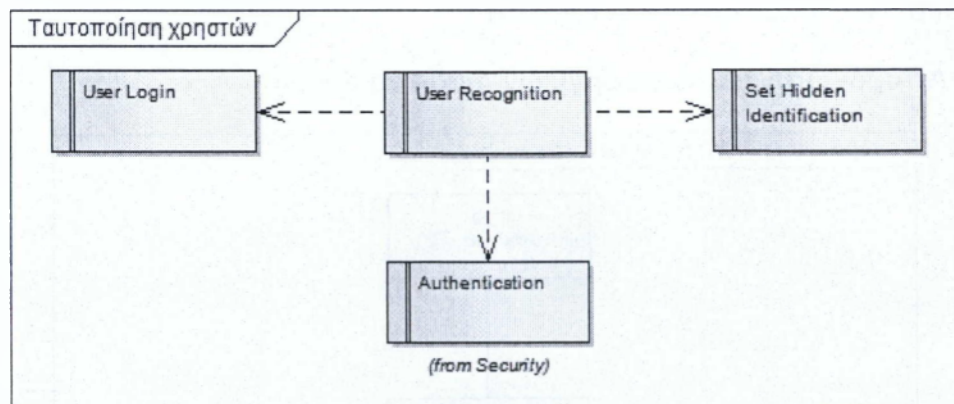 Ταυτοποίηση χρηστών
User Login
User Recognition
Set Hidden
Identification
Authentication
(from Security)